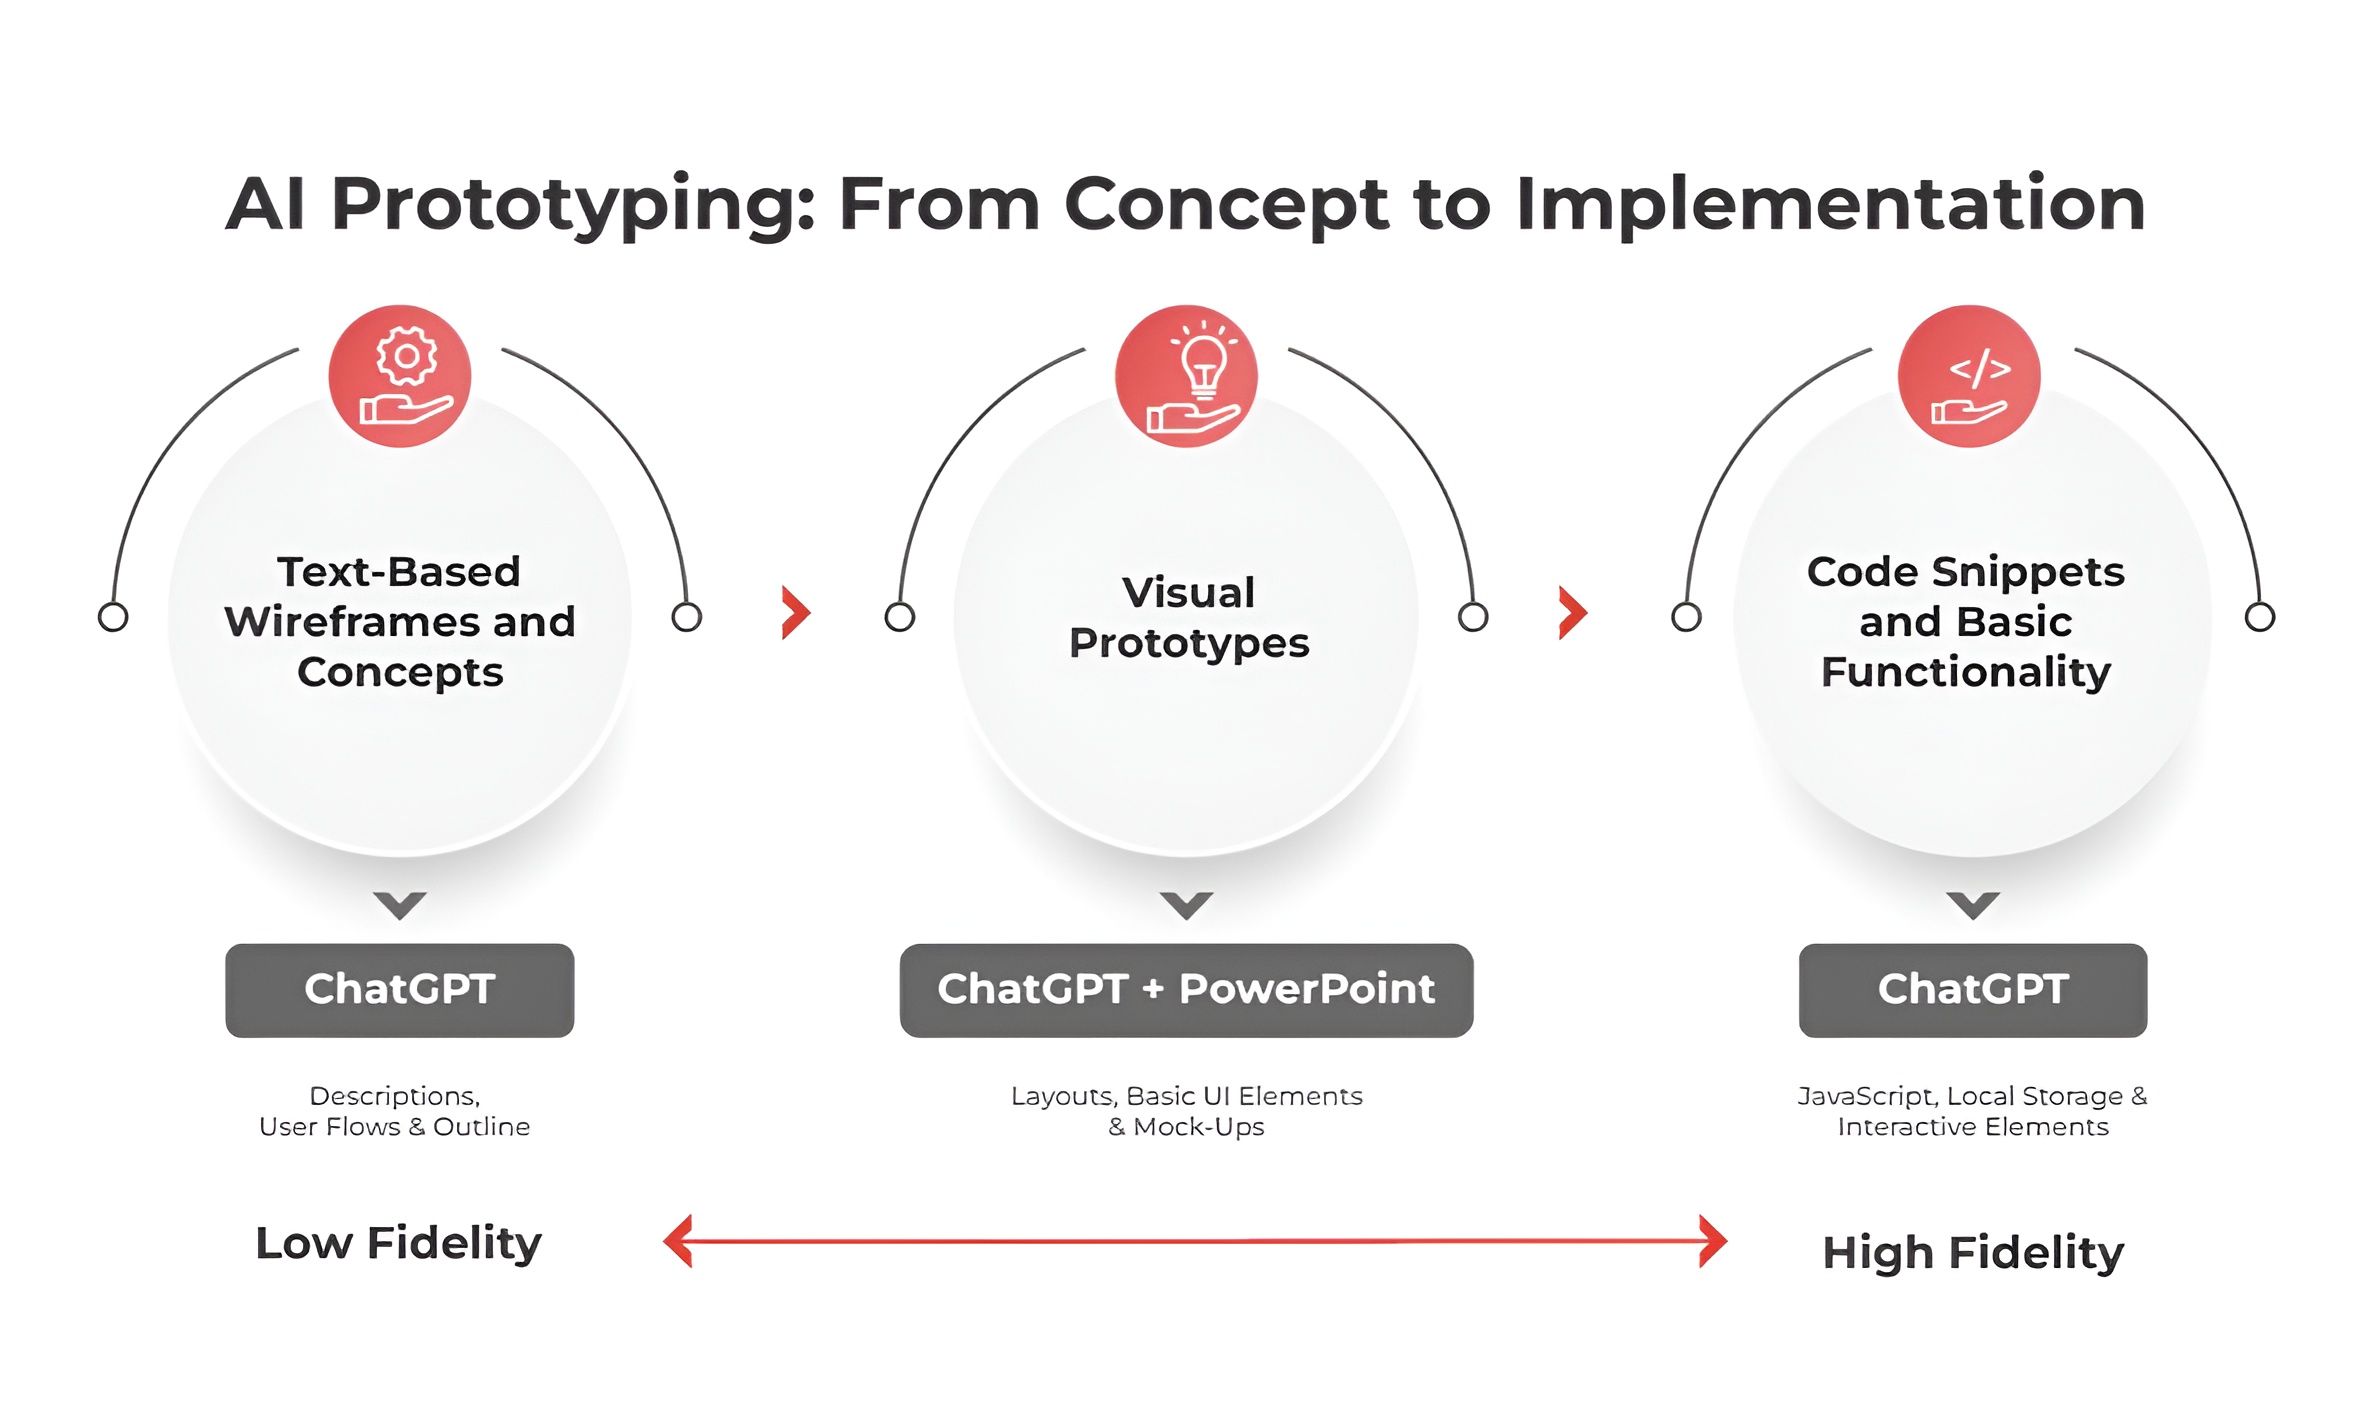 AI Prototyping: From Concept to Implementation
</>
Text-Based
Wireframes and
Concepts
Visual
Prototypes
Code Snippets
and Basic
Functionality
ChatGPT
ChatGPT + PowerPoint
ChatGPT
Descriptions,
User Flows & Outline
Layouts, Basic UI Elements
& Mock-Ups
JavaScript, Local Storage &
Interactive Elements
Low Fidelity
High Fidelity